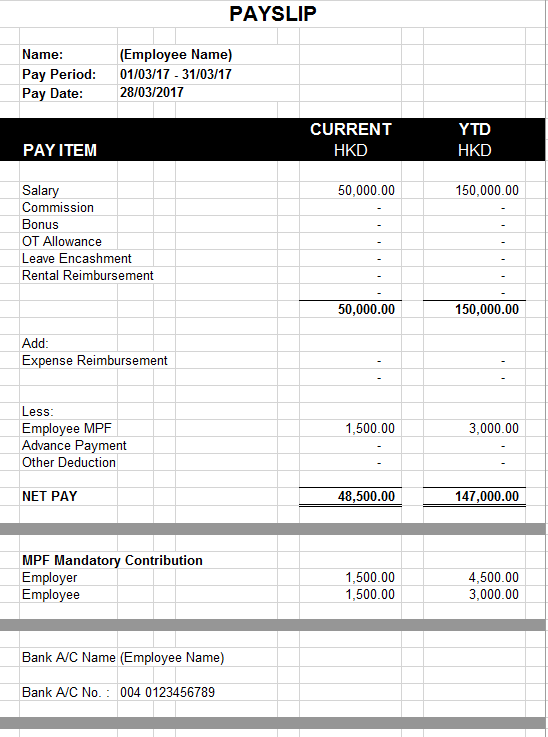 PAYSLIP
Name: (Employee Name)
Pay Period: 01/03/17 - 31/03/17
Pay Date: 28/03/2017
CURRENT YTD
PAY ITEM HKD HKD
Salary 50,000.00 150,000.00
Commission - -
Bonus - -
OT Allowance - -
Leave Encashment - -
Rental Reimbursement - -
- -
50,000.00 150,000.00
Add:
Expense Reimbursement - -
- -
Less:
Employee MPF 1,500.00 3,000.00
Advance Payment - -
Other Deduction - -
NET PAY 48,500.00 147,000.00
MPF Mandatory Contribution
Employer 1,500.00 4,500.00
Employee 1,500.00 3,000.00
Bank A/C Name (Employee Name)
Bank A/C No. : 004 0123456789